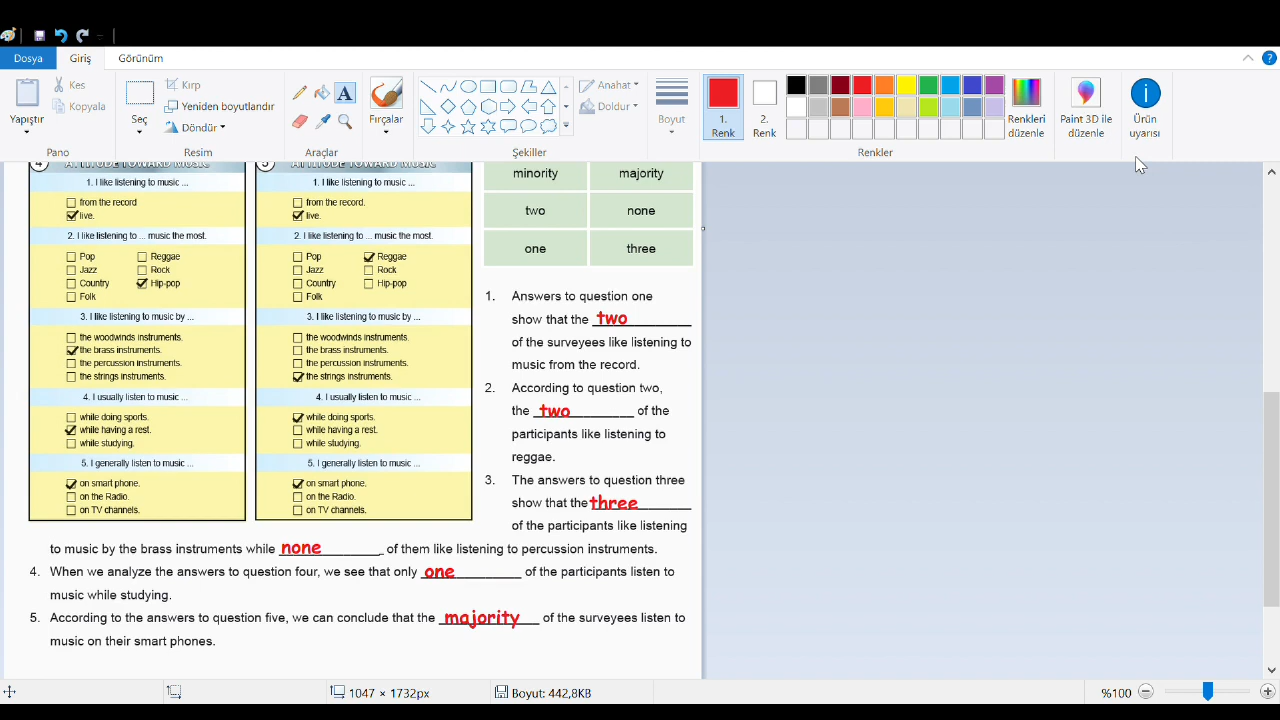 Dosya Giriş Görünüm
Yapıştır
Kes
Kopyala
Pano
Seç
Kırp
Yeniden boyutlandır
Döndür
Resim
Araçlar
Fırçalar
Şekiller
Anahat
Doldur
Boyut
1. Renk
2. Renk
Renkleri düzenle
Renkler
Paint 3D ile düzenle
Ürün uyarısı
4 ATTITUDE TOWARD MUSIC
1. I like listening to music ...
from the record
live.
2. I like listening to ... music the most.
Pop Reggae
Jazz Rock
Country Hip-pop
Folk
3. I like listening to music by ...
the woodwinds instruments.
the brass instruments.
the percussion instruments.
the strings instruments.
4. I usually listen to music ...
while doing sports.
while having a rest.
while studying.
5. I generally listen to music ...
on smart phone.
on the Radio.
on TV channels.
5 ATTITUDE TOWARD MUSIC
1. I like listening to music ...
from the record.
live.
2. I like listening to ... music the most.
Pop Reggae
Jazz Rock
Country Hip-pop
Folk
3. I like listening to music by ...
the woodwinds instruments.
the brass instruments.
the percussion instruments.
the strings instruments.
4. I usually listen to music ...
while doing sports.
while having a rest.
while studying.
5. I generally listen to music ...
on smart phone.
on the Radio.
on TV channels.
minority majority
two none
one three
1. Answers to question one
show that the two
of the surveyees like listening to
music from the record.
2. According to question two,
the two of the
participants like listening to
reggae.
3. The answers to question three
show that the three
of the participants like listening
to music by the brass instruments while none of them like listening to percussion instruments.
4. When we analyze the answers to question four, we see that only one of the participants listen to
music while studying.
5. According to the answers to question five, we can conclude that the majority of the surveyees listen to
music on their smart phones.
1047 × 1732px Boyut: 442,8KB %100